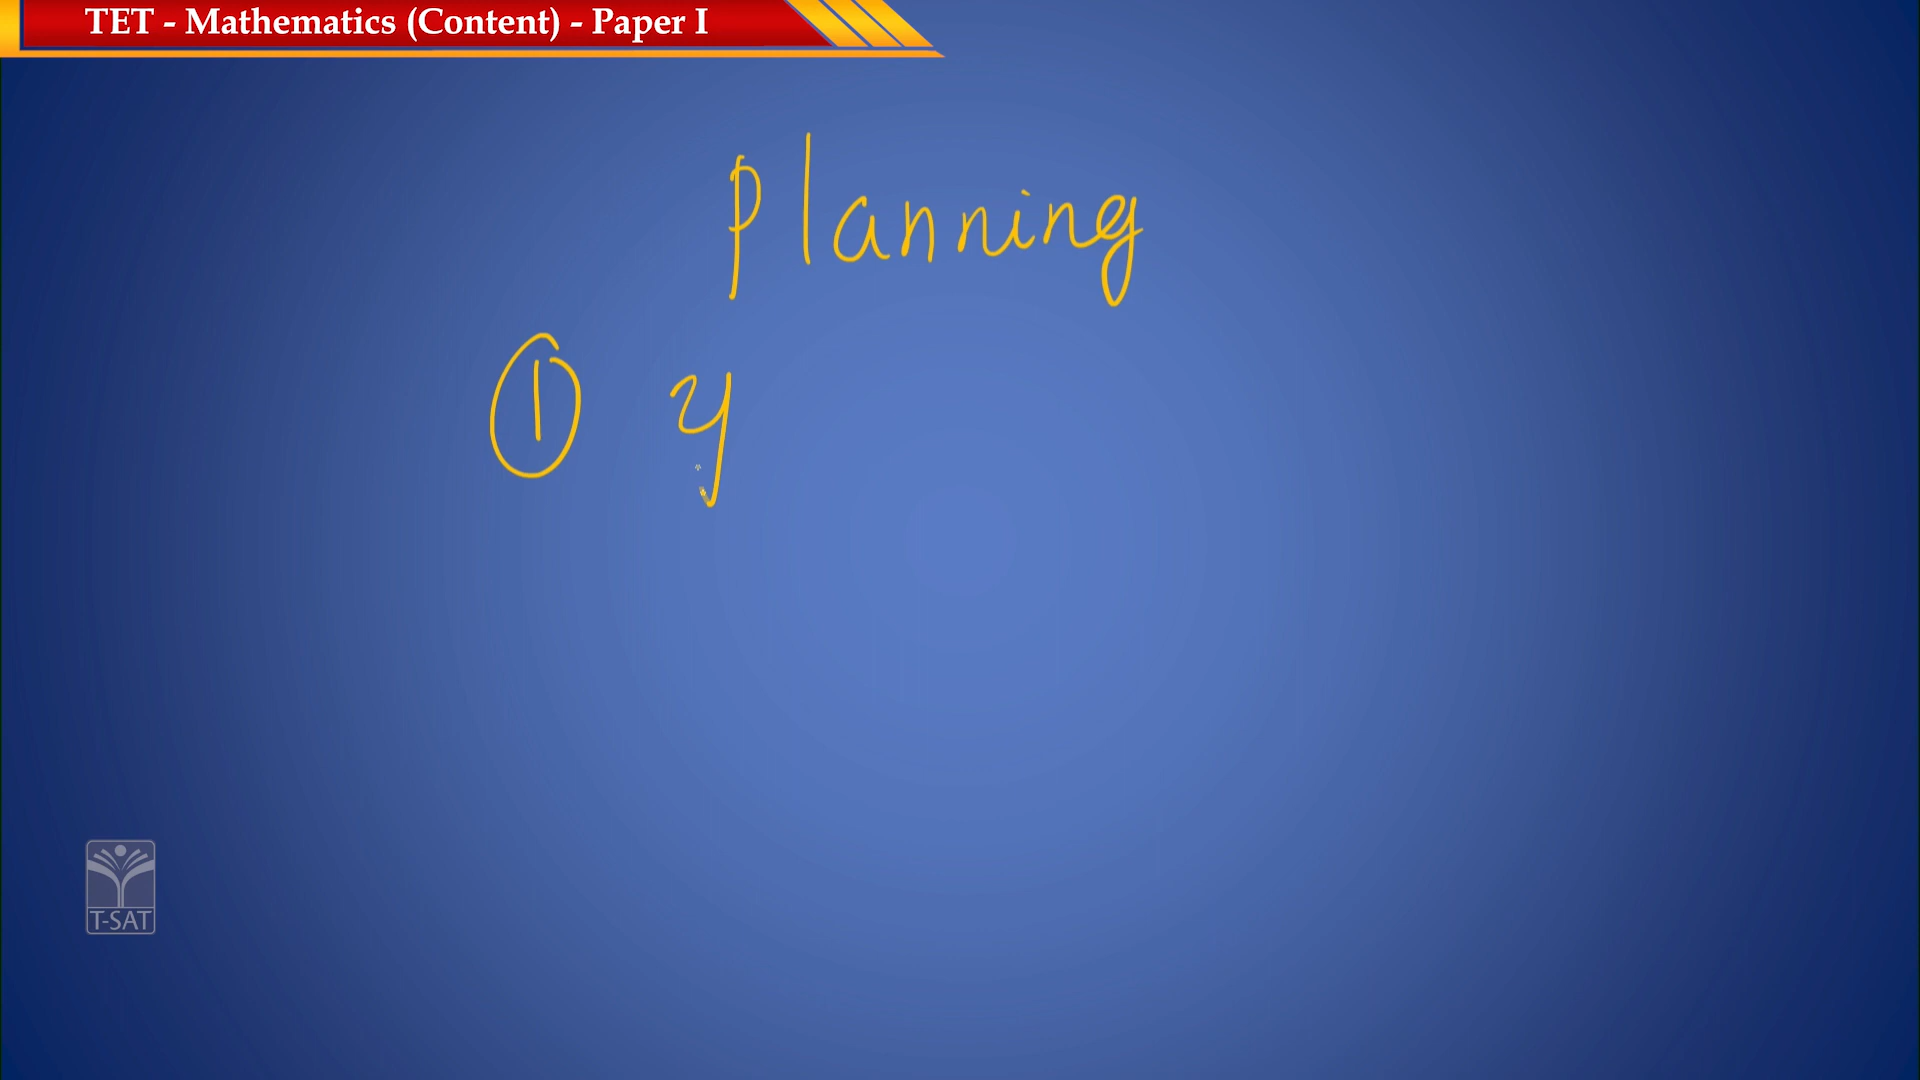 TET - Mathematics (Content) - Paper I
Planning
① y
T-SAT